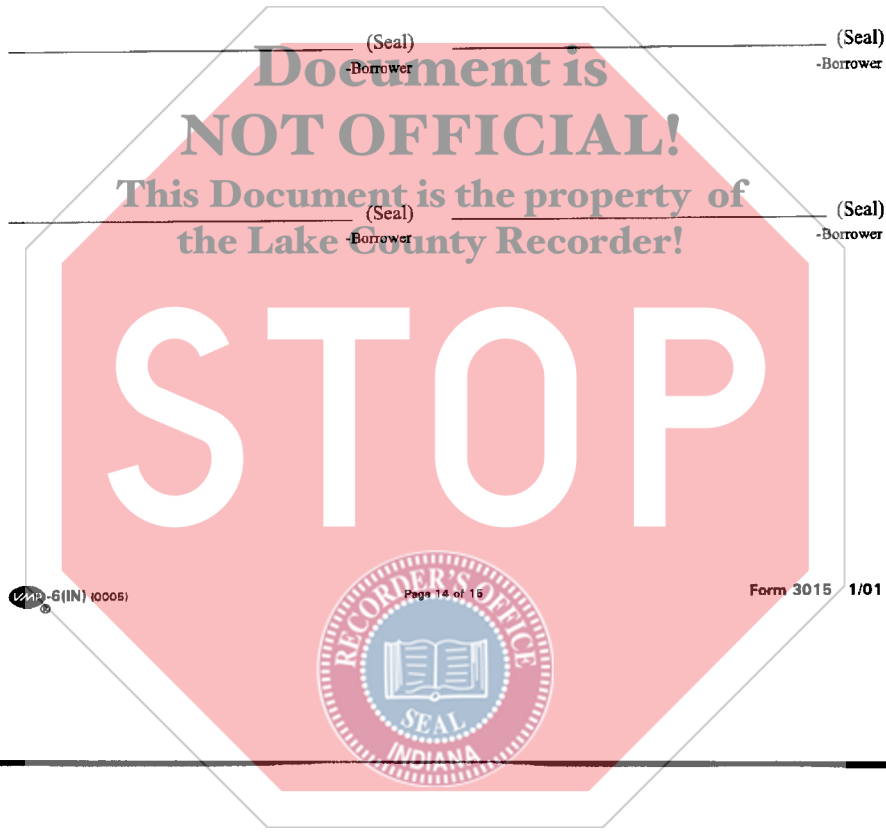 (Seal) (Seal)
-Borrower -Borrower
Document is
NOT OFFICIAL!
This Document is the property of
the Lake County Recorder!
(Seal) (Seal)
-Borrower -Borrower
STOP
VMP-6(IN) (0005) Page 14 of 15 Form 3015 1/01
®
RECORDER'S OFFICE
SEAL
INDIANA